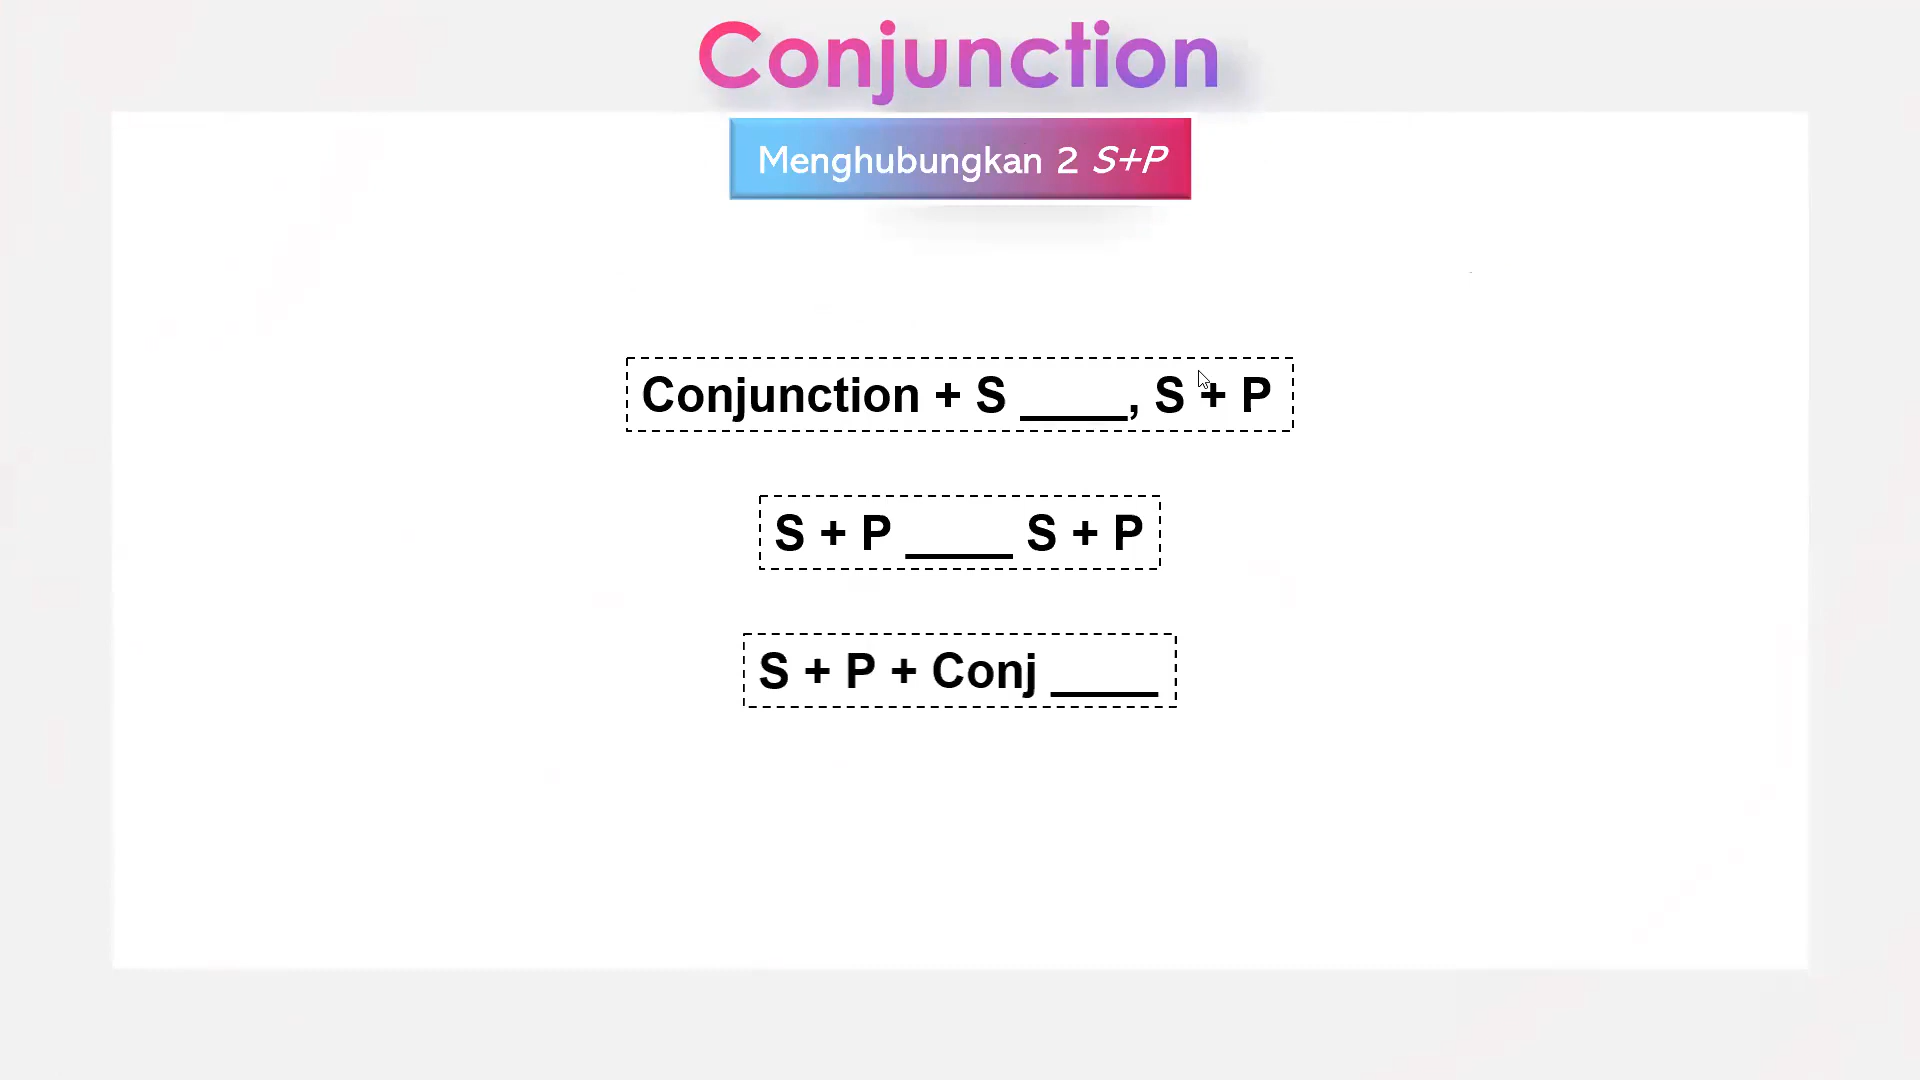 Conjunction
Menghubungkan 2 S+P
Conjunction + S ____, S + P
S + P ____ S + P
S + P + Conj ____